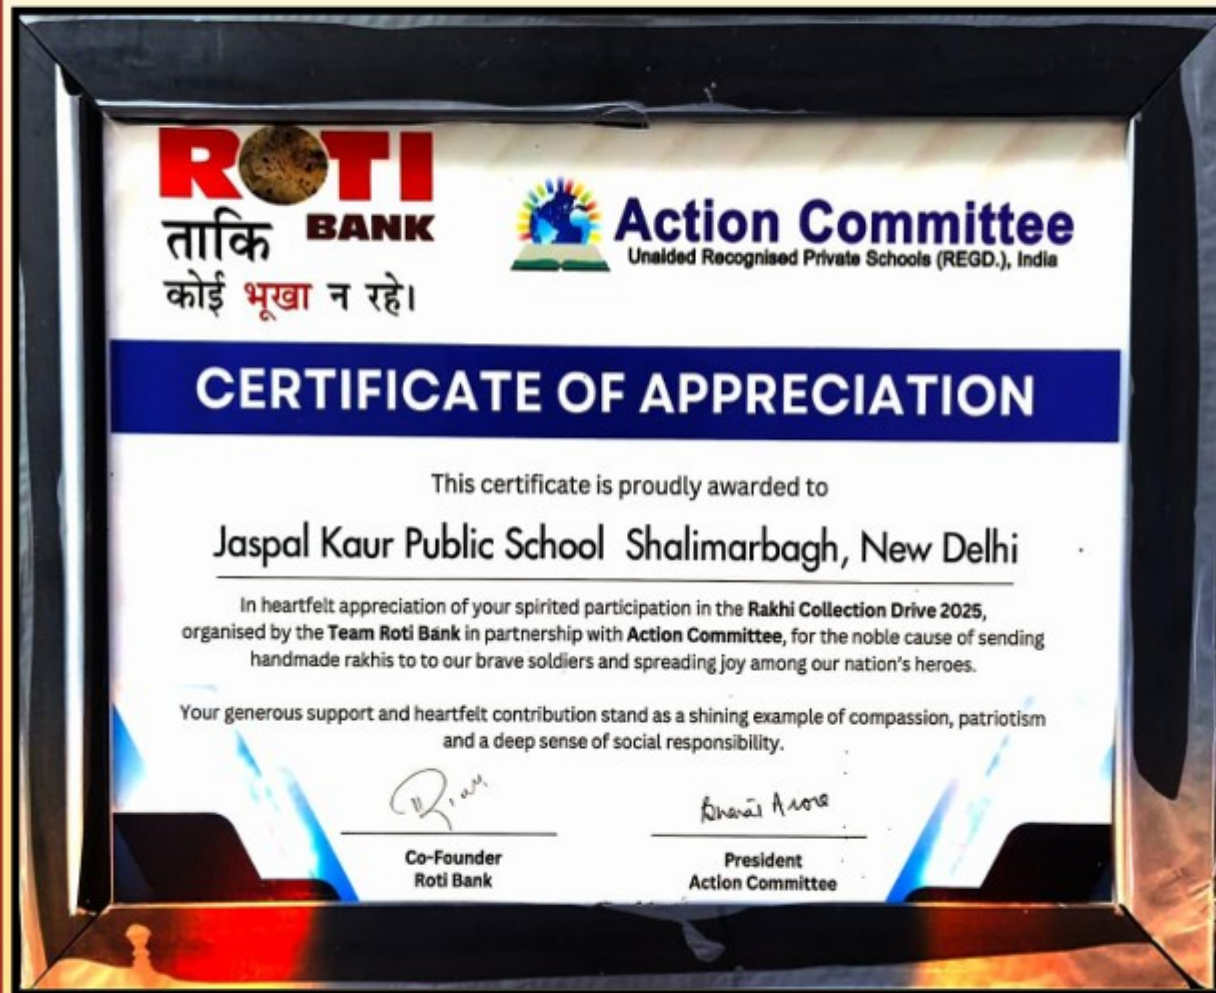 ROTI
BANK
ताकि
कोई भूखा न रहे।
Action Committee
Unaided Recognised Private Schools (REGD.), India
CERTIFICATE OF APPRECIATION
This certificate is proudly awarded to
Jaspal Kaur Public School Shalimarbagh, New Delhi
In heartfelt appreciation of your spirited participation in the Rakhi Collection Drive 2025,
organised by the Team Roti Bank in partnership with Action Committee, for the noble cause of sending
handmade rakhis to to our brave soldiers and spreading joy among our nation's heroes.
Your generous support and heartfelt contribution stand as a shining example of compassion, patriotism
and a deep sense of social responsibility.
Bharat Arora
Co-Founder
Roti Bank
President
Action Committee